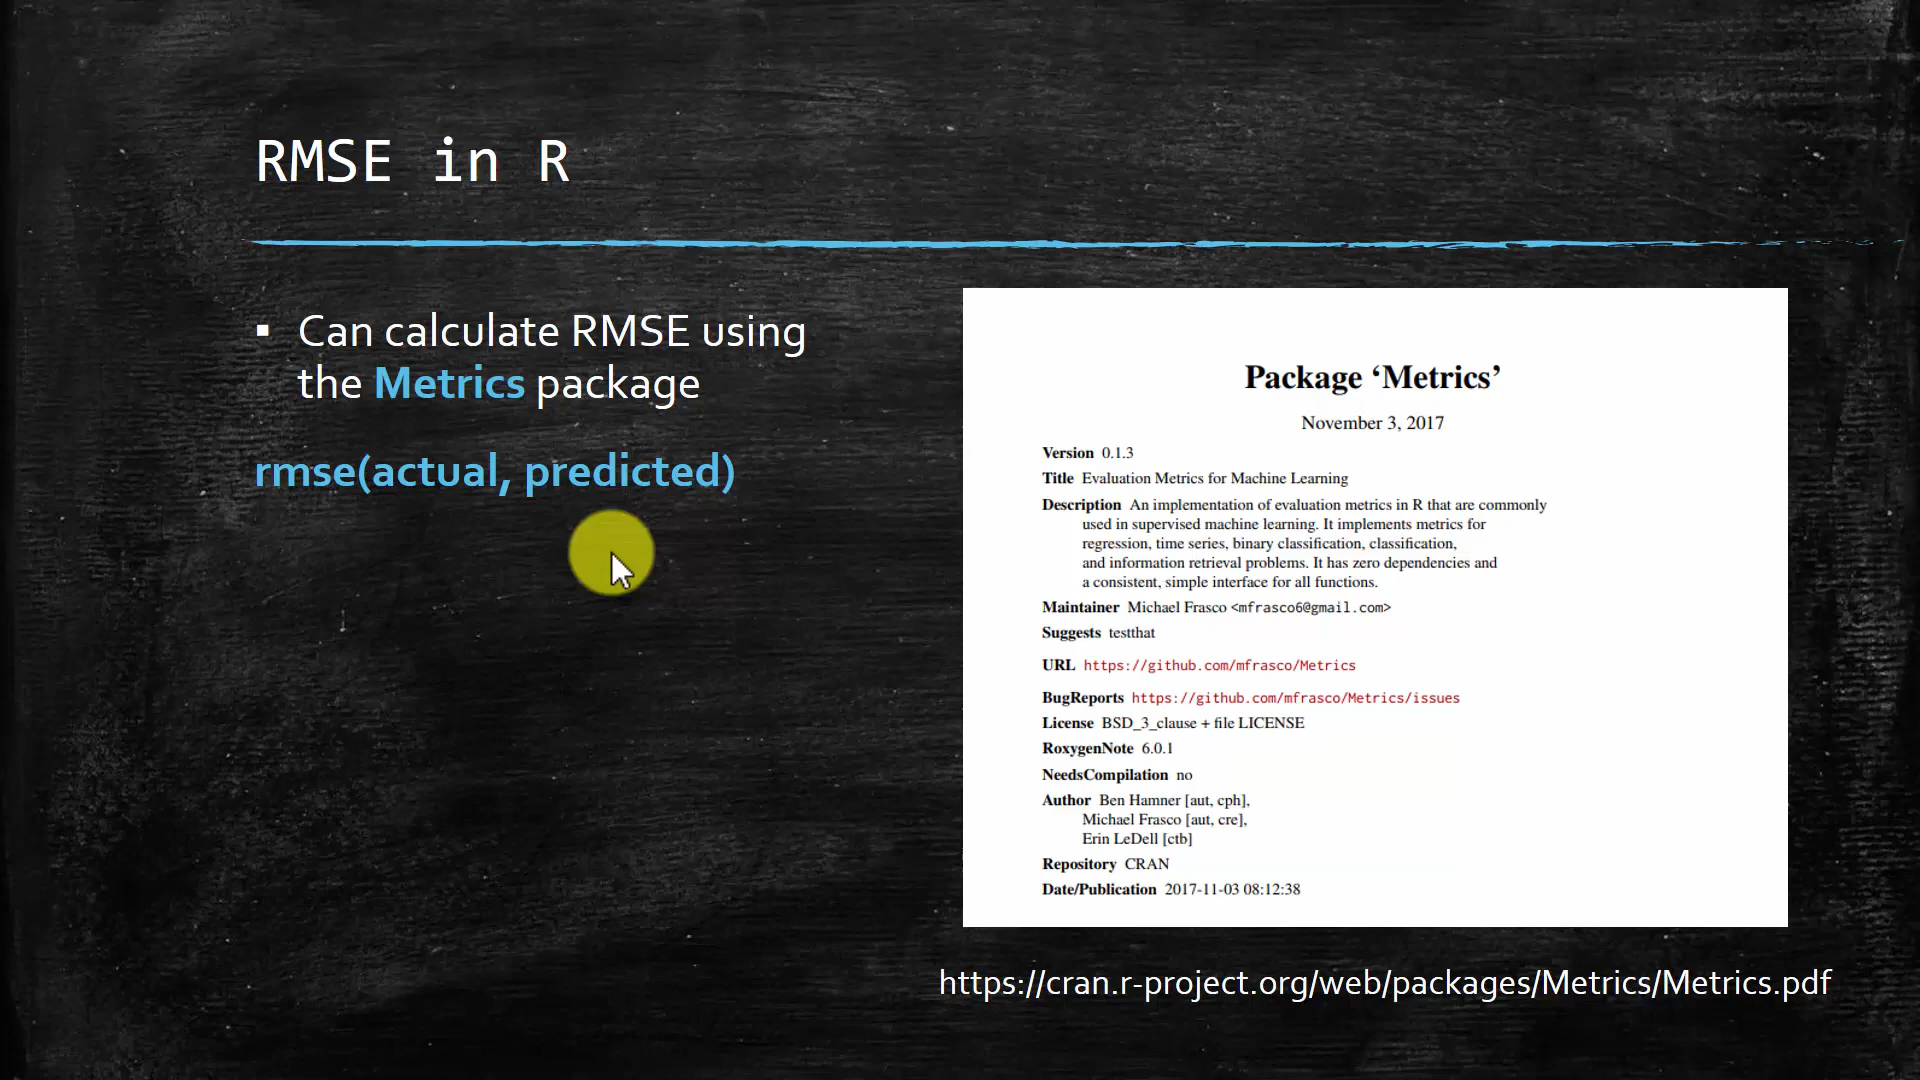 RMSE in R
▪ Can calculate RMSE using
the Metrics package
rmse(actual, predicted)
Package ‘Metrics’
November 3, 2017
Version 0.1.3
Title Evaluation Metrics for Machine Learning
Description An implementation of evaluation metrics in R that are commonly
used in supervised machine learning. It implements metrics for
regression, time series, binary classification, classification,
and information retrieval problems. It has zero dependencies and
a consistent, simple interface for all functions.
Maintainer Michael Frasco <mfrasco6@gmail.com>
Suggests testthat
URL https://github.com/mfrasco/Metrics
BugReports https://github.com/mfrasco/Metrics/issues
License BSD_3_clause + file LICENSE
RoxygenNote 6.0.1
NeedsCompilation no
Author Ben Hamner [aut, cph],
Michael Frasco [aut, cre],
Erin LeDell [ctb]
Repository CRAN
Date/Publication 2017-11-03 08:12:38
https://cran.r-project.org/web/packages/Metrics/Metrics.pdf